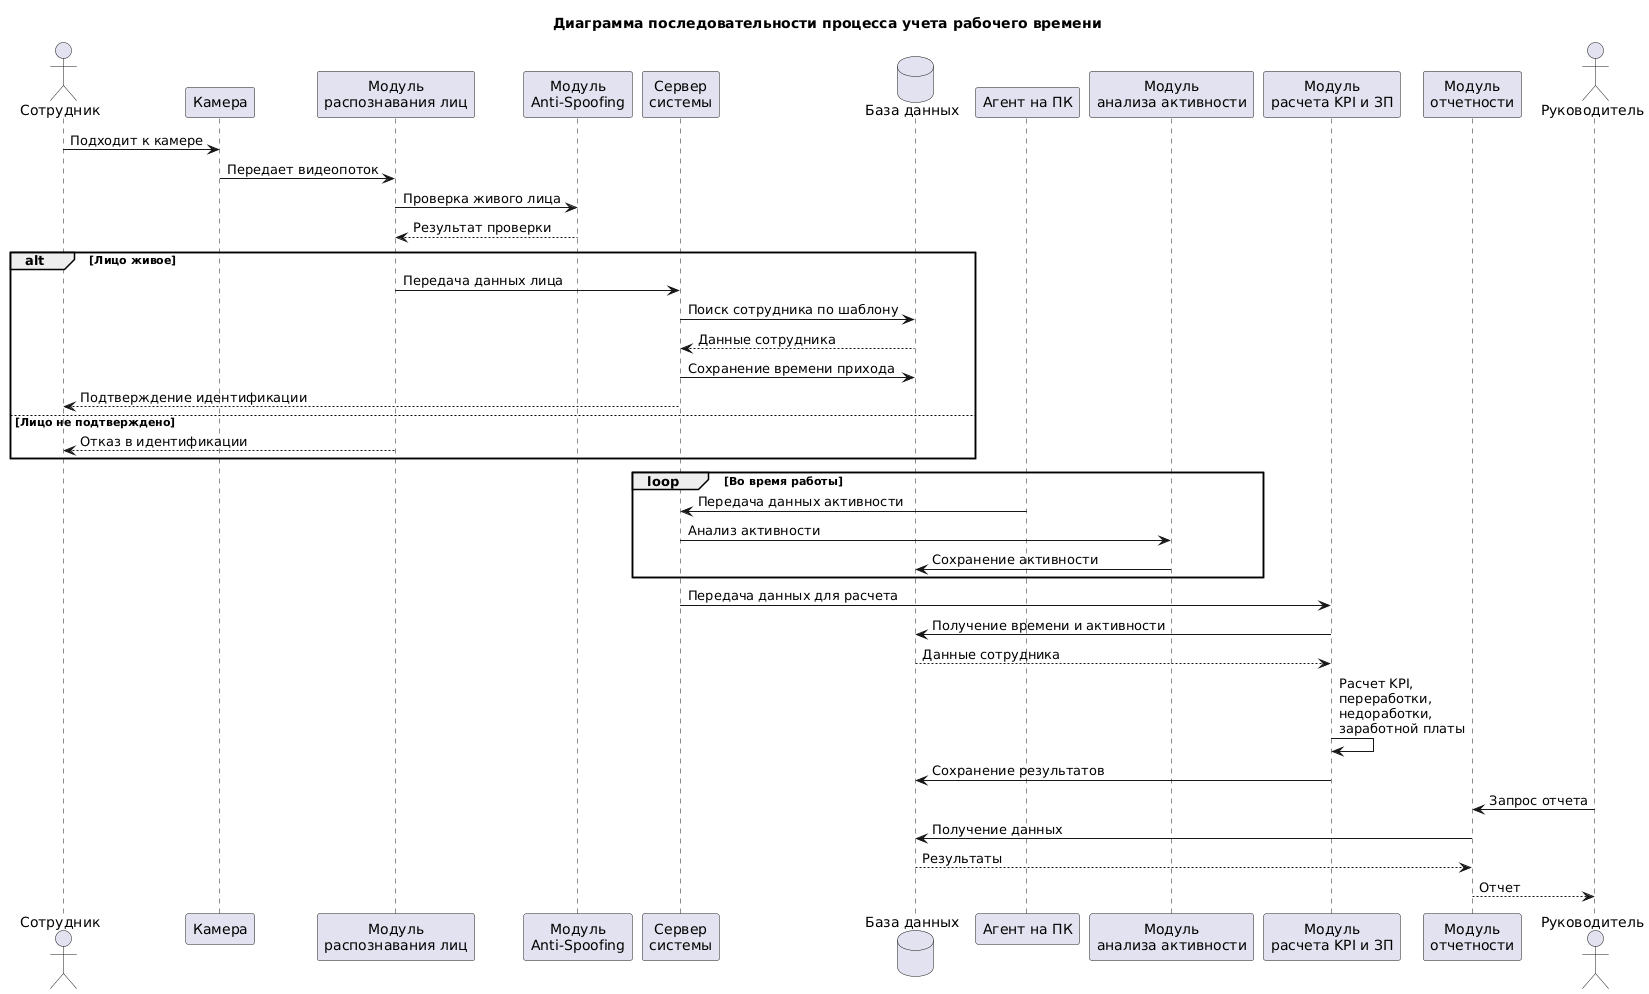 Диаграмма последовательности процесса учета рабочего времени
Сотрудник
Камера
Модуль
распознавания лиц
Модуль
Anti-Spoofing
Сервер
системы
База данных
Агент на ПК
Модуль
анализа активности
Модуль
расчета KPI и ЗП
Модуль
отчетности
Руководитель
Подходит к камере
Передает видеопоток
Проверка живого лица
Результат проверки
alt
[Лицо живое]
Передача данных лица
Поиск сотрудника по шаблону
Данные сотрудника
Сохранение времени прихода
Подтверждение идентификации
[Лицо не подтверждено]
Отказ в идентификации
loop
[Во время работы]
Передача данных активности
Анализ активности
Сохранение активности
Передача данных для расчета
Получение времени и активности
Данные сотрудника
Расчет KPI,
переработки,
недоработки,
заработной платы
Сохранение результатов
Запрос отчета
Получение данных
Результаты
Отчет
Сотрудник
Камера
Модуль
распознавания лиц
Модуль
Anti-Spoofing
Сервер
системы
База данных
Агент на ПК
Модуль
анализа активности
Модуль
расчета KPI и ЗП
Модуль
отчетности
Руководитель